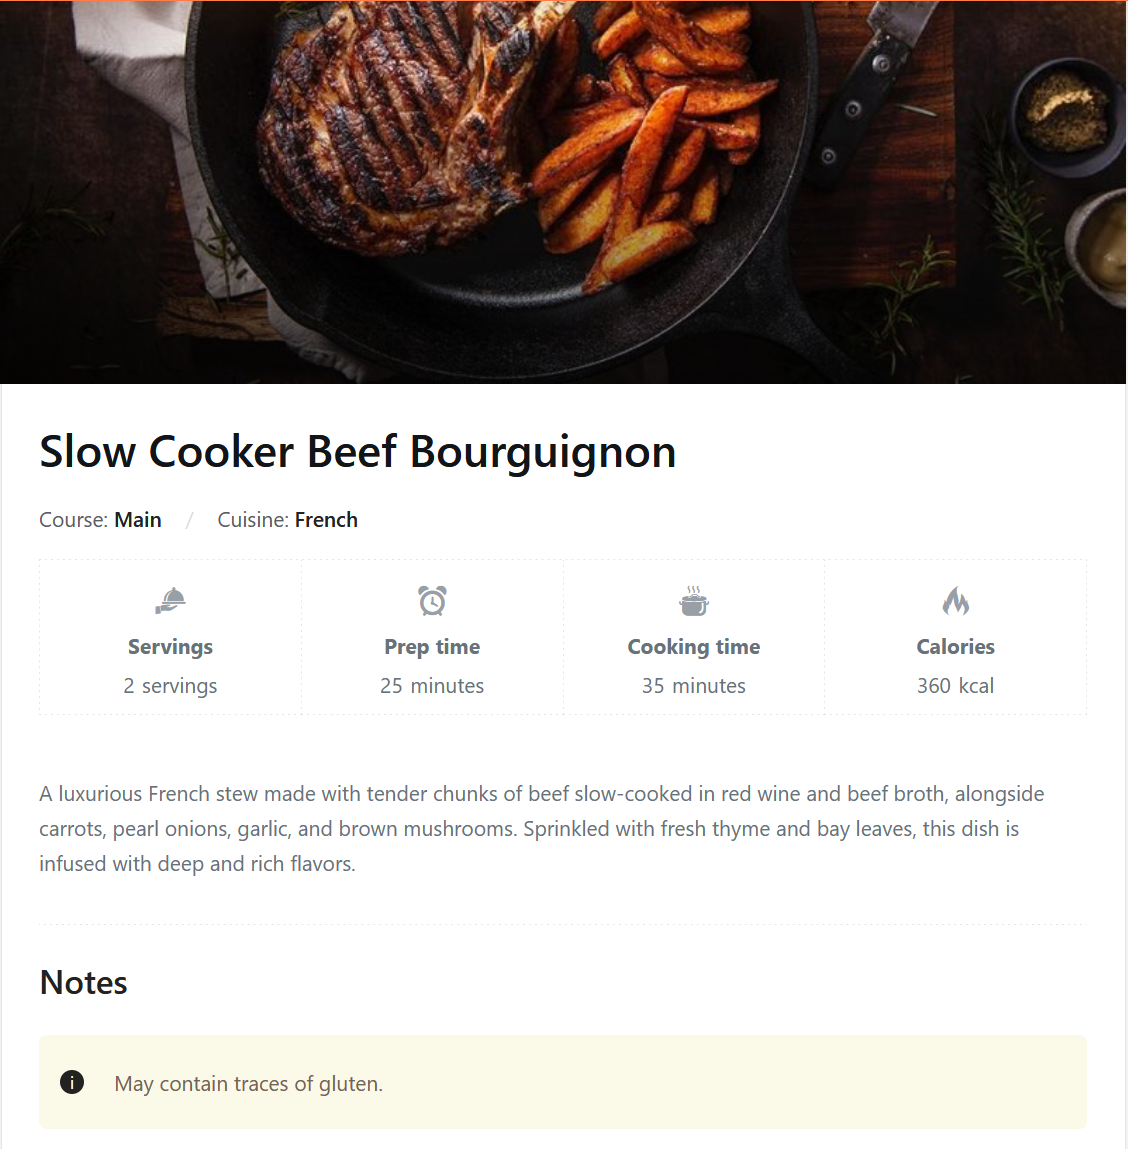 Slow Cooker Beef Bourguignon
Course: Main / Cuisine: French
Servings
2 servings
Prep time
25 minutes
Cooking time
35 minutes
Calories
360 kcal
A luxurious French stew made with tender chunks of beef slow-cooked in red wine and beef broth, alongside
carrots, pearl onions, garlic, and brown mushrooms. Sprinkled with fresh thyme and bay leaves, this dish is
infused with deep and rich flavors.
Notes
May contain traces of gluten.